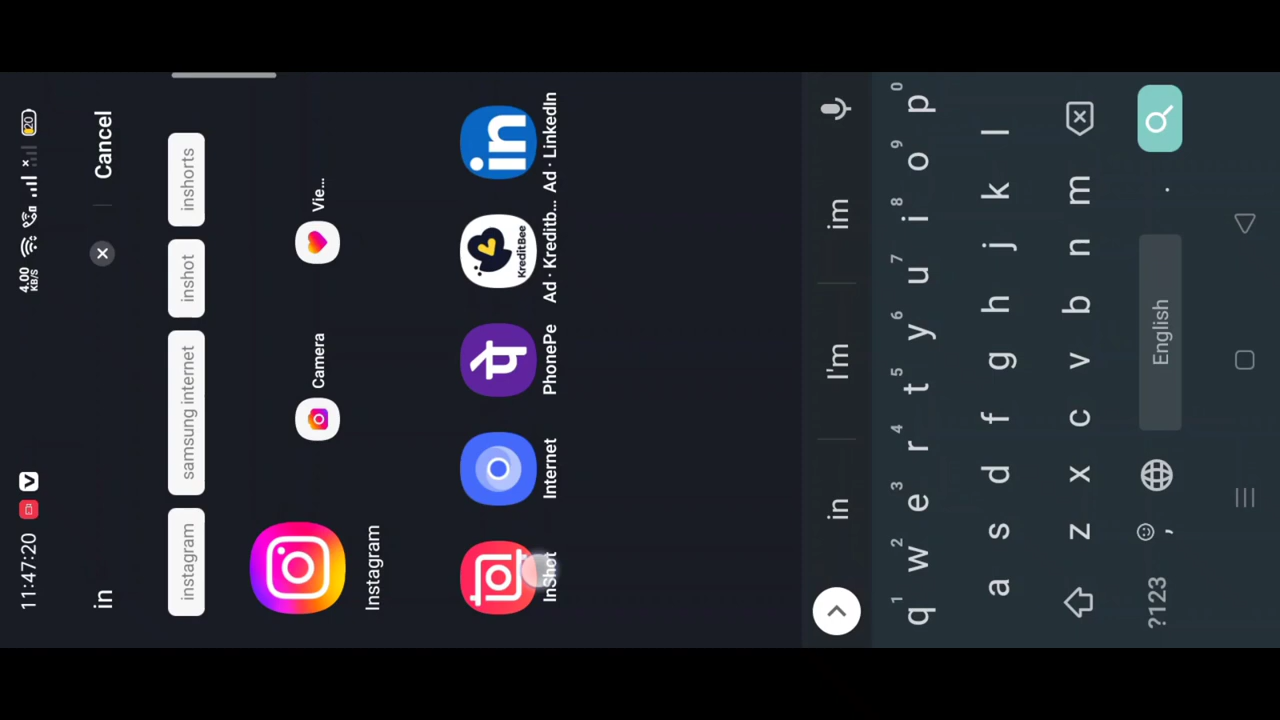 11:47:20 4.00 KB/S 20
in Cancel
instagram samsung internet inshot inshorts
Instagram Camera Vie...
KreditBee
InShot Internet PhonePe Ad · Kreditb... Ad · LinkedIn
in I'm im
1 2 3 4 5 6 7 8 9 0
q w e r t y u i o p
a s d f g h j k l
z x c v b n m
?123 , English .